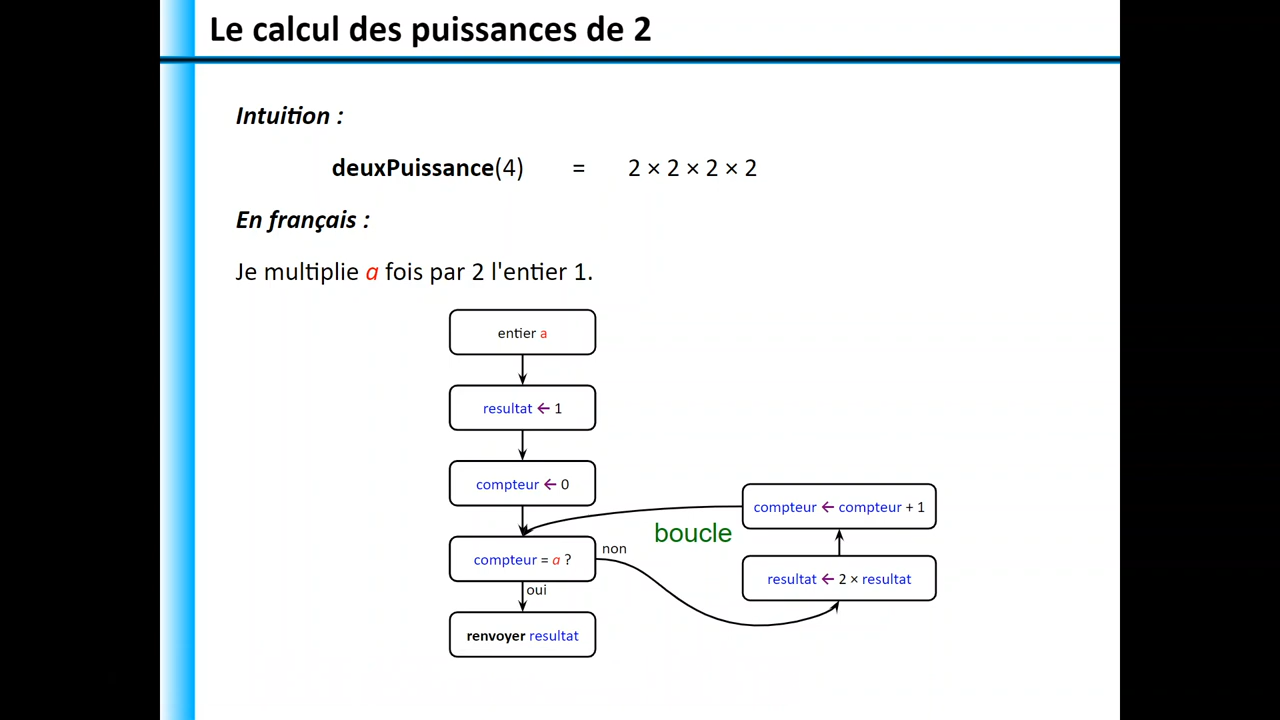 Le calcul des puissances de 2
Intuition :
deuxPuissance(4) = 2 × 2 × 2 × 2
En français :
Je multiplie a fois par 2 l'entier 1.
entier a
resultat ← 1
compteur ← 0
compteur = a ?
non
oui
renvoyer resultat
boucle
compteur ← compteur + 1
resultat ← 2 × resultat